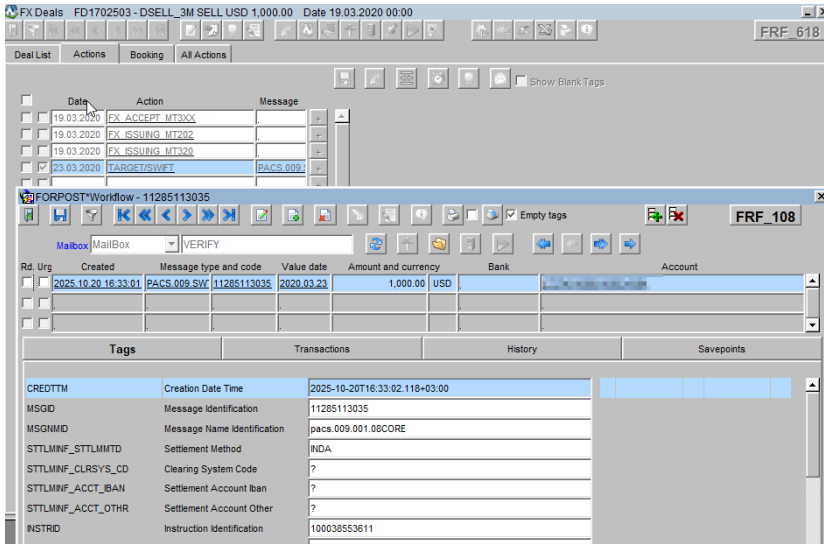 FX Deals FD1702503 - DSELL_3M SELL USD 1,000.00 Date 19.03.2020 00:00
FRF_618
Deal List Actions Booking All Actions
Show Blank Tags
Date Action Message
19.03.2020 FX_ACCEPT_MT3XX .
19.03.2020 FX_ISSUING_MT202 .
19.03.2020 FX_ISSUING_MT320 .
23.03.2020 TARGET/SWIFT PACS.009.S
FORPOST*Workflow - 11285113035
Empty tags FRF_108
Mailbox MailBox VERIFY
Rd. Urg Created Message type and code Value date Amount and currency Bank Account
2025.10.20 16:33:01 PACS.009.SW 11285113035 2020.03.23 1,000.00 USD .
Tags Transactions History Savepoints
CREDTTM Creation Date Time 2025-10-20T16:33:02.118+03:00
MSGID Message Identification 11285113035
MSGNMID Message Name Identification pacs.009.001.08CORE
STTLMINF_STTLMMTD Settlement Method INDA
STTLMINF_CLRSYS_CD Clearing System Code ?
STTLMINF_ACCT_IBAN Settlement Account Iban ?
STTLMINF_ACCT_OTHR Settlement Account Other ?
INSTRID Instruction Identification 100038553611